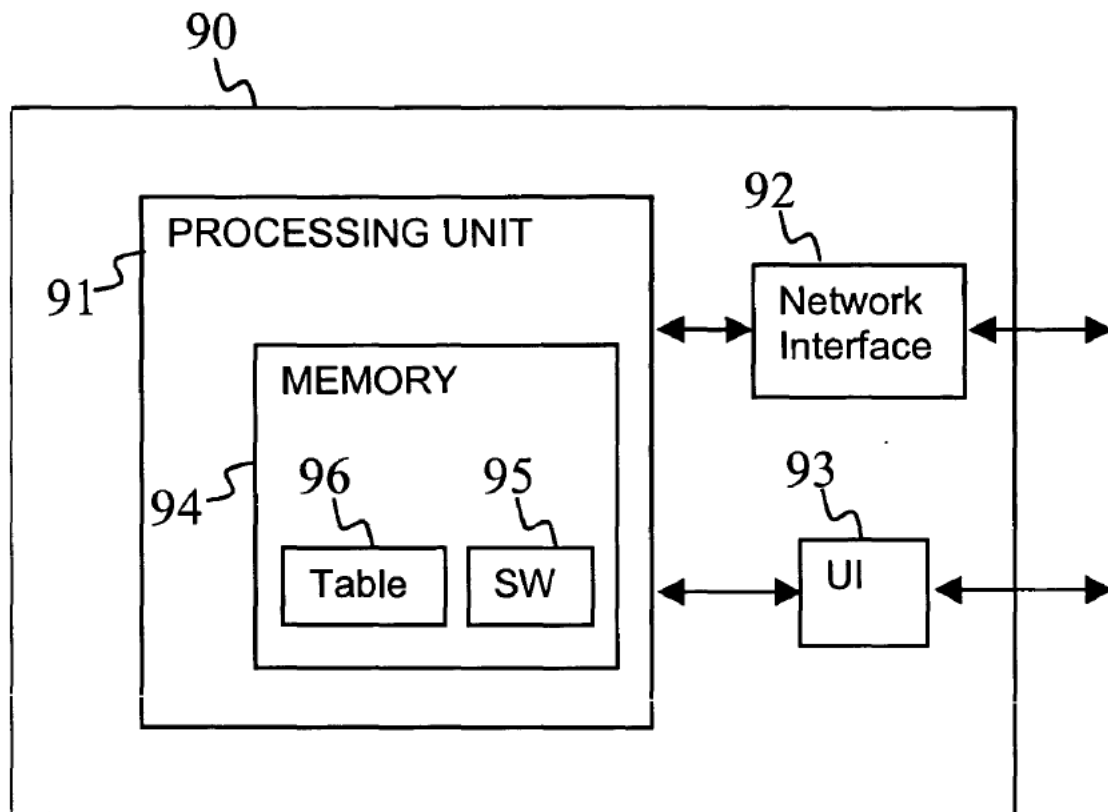 90
PROCESSING UNIT
91
92
Network
Interface
MEMORY
94
96
95
93
Table
SW
UI